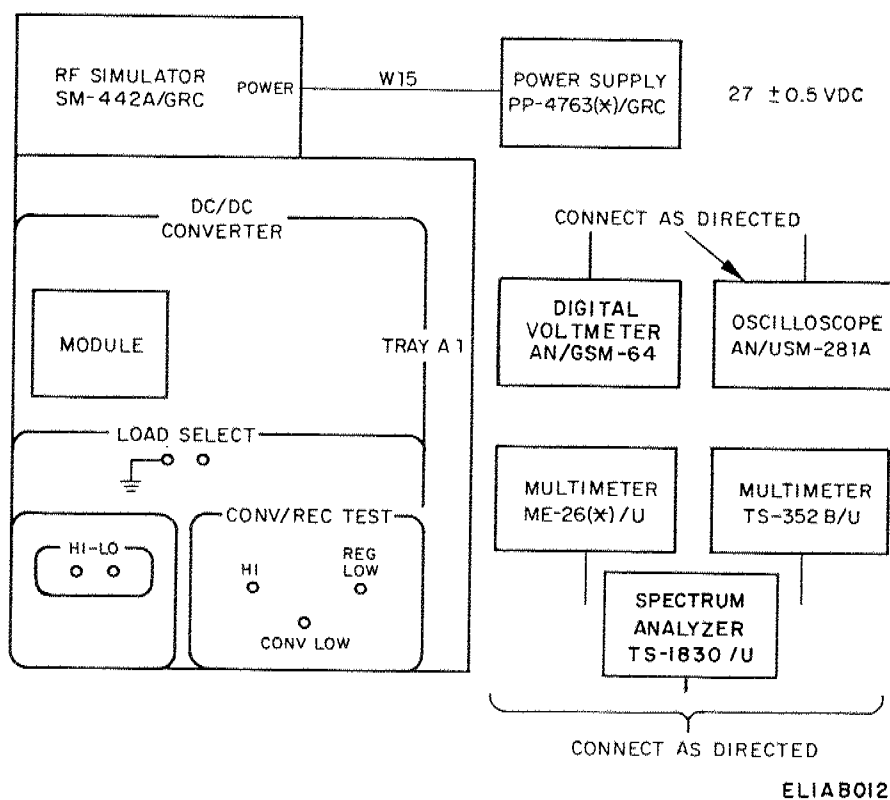 RF SIMULATOR
SM-442A/GRC
POWER
W15
POWER SUPPLY
PP-4763(X)/GRC
27 ±0.5 VDC
DC/DC
CONVERTER
MODULE
TRAY A1
LOAD SELECT
HI-LO
CONV/REC TEST
HI
REG
LOW
CONV LOW
CONNECT AS DIRECTED
DIGITAL
VOLTMETER
AN/GSM-64
OSCILLOSCOPE
AN/USM-281A
MULTIMETER
ME-26(X)/U
MULTIMETER
TS-352 B/U
SPECTRUM
ANALYZER
TS-1830 /U
CONNECT AS DIRECTED
ELIAB012